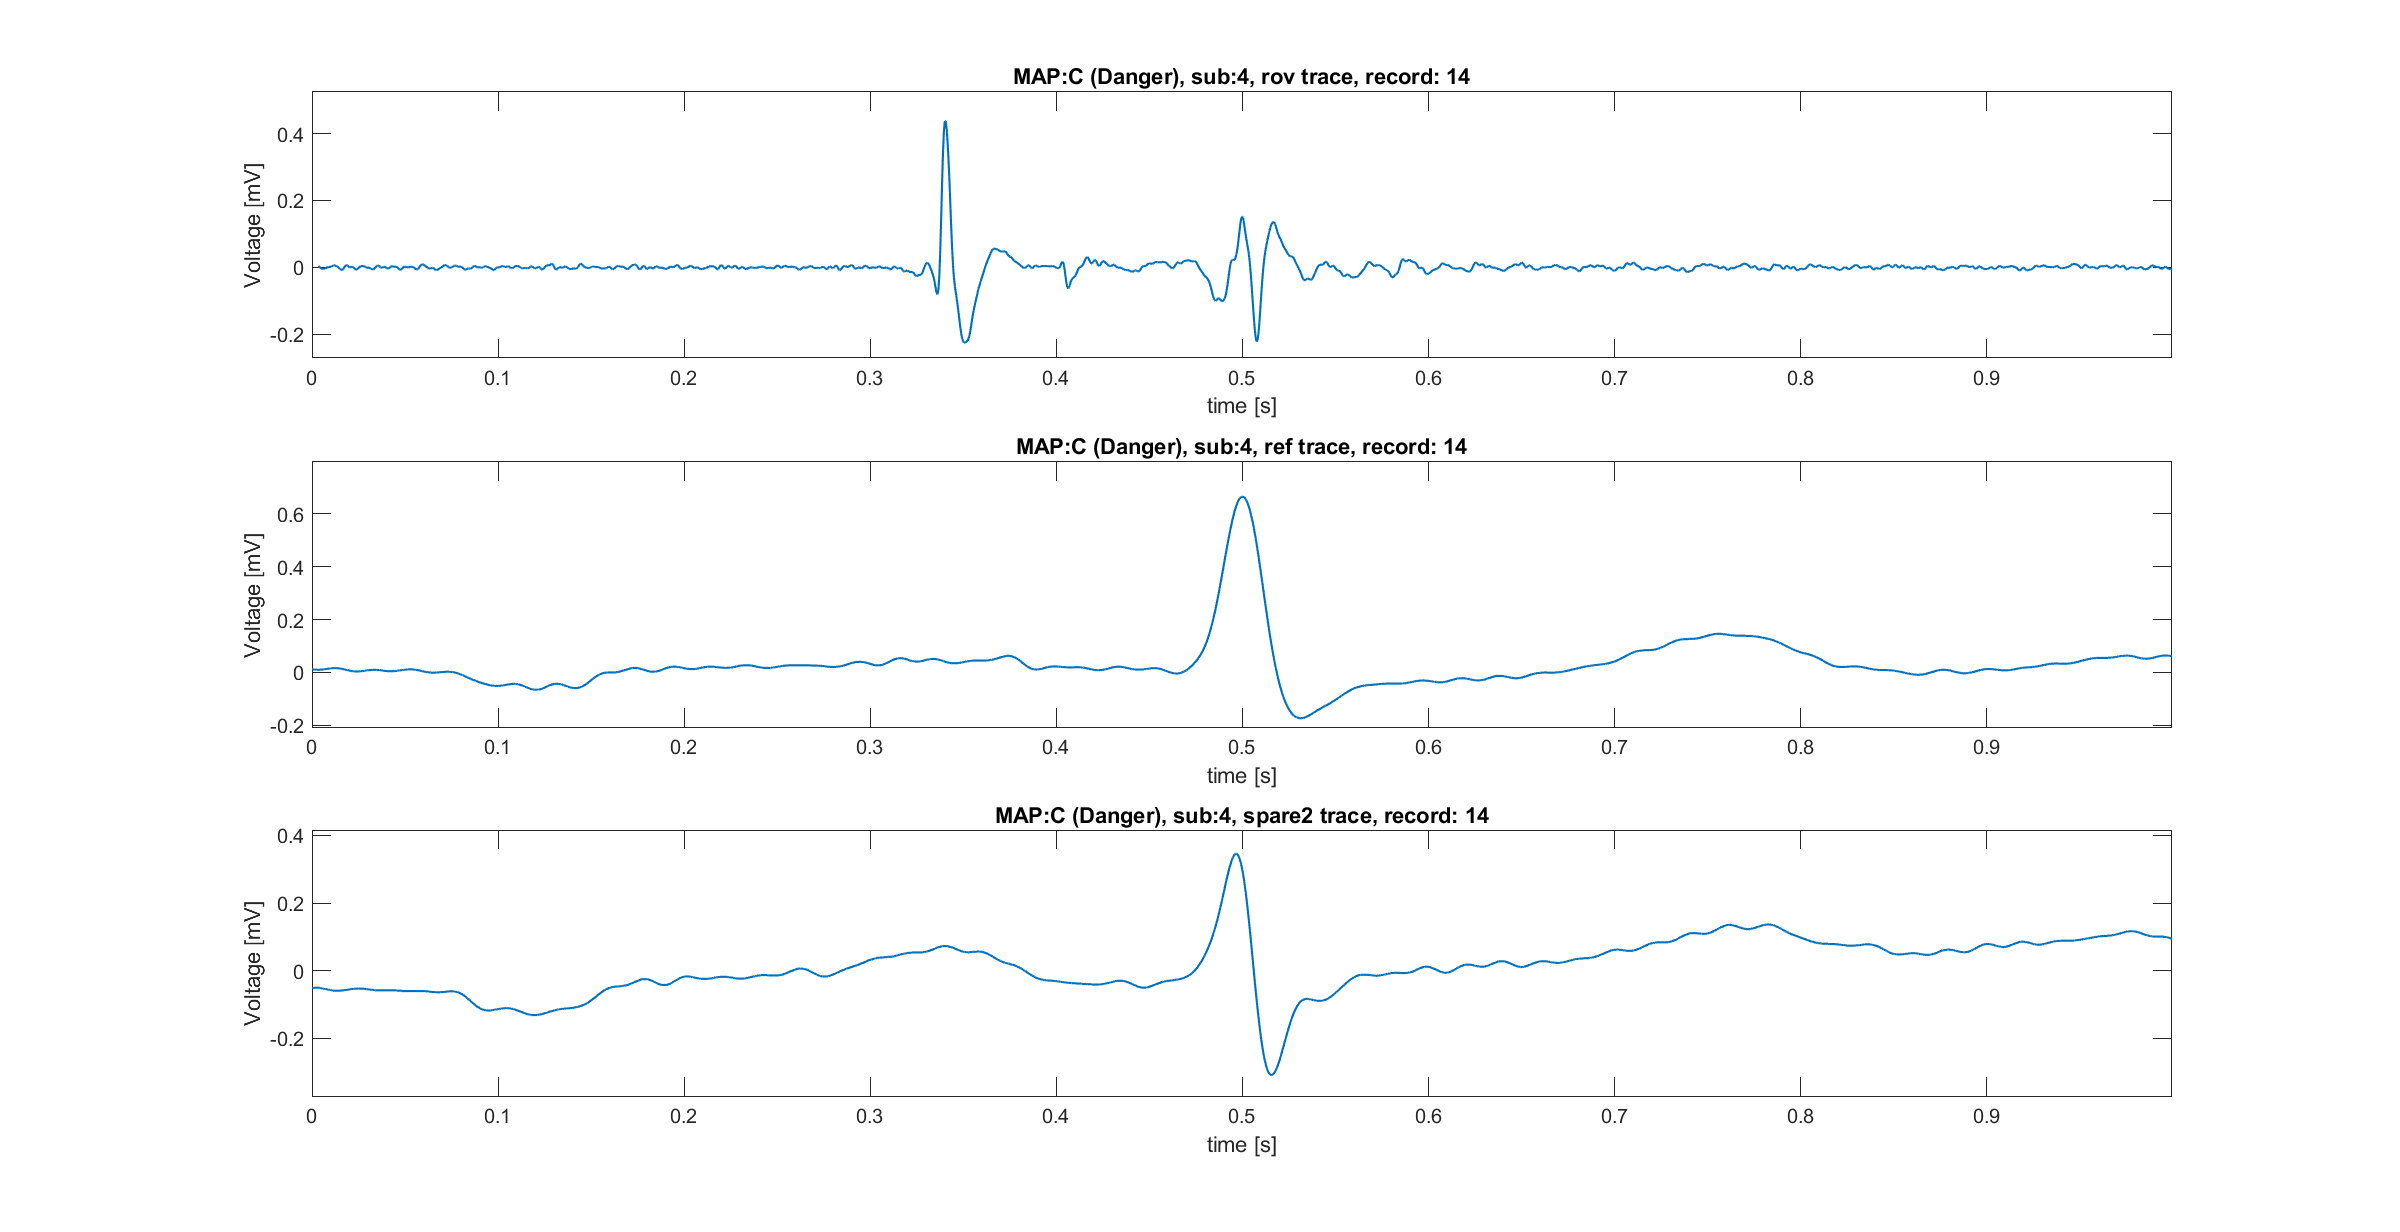 MAP:C (Danger), sub:4, rov trace, record: 14
Voltage [mV]
0.4
0.2
0
-0.2
0 0.1 0.2 0.3 0.4 0.5 0.6 0.7 0.8 0.9
time [s]
MAP:C (Danger), sub:4, ref trace, record: 14
Voltage [mV]
0.6
0.4
0.2
0
-0.2
0 0.1 0.2 0.3 0.4 0.5 0.6 0.7 0.8 0.9
time [s]
MAP:C (Danger), sub:4, spare2 trace, record: 14
Voltage [mV]
0.4
0.2
0
-0.2
0 0.1 0.2 0.3 0.4 0.5 0.6 0.7 0.8 0.9
time [s]